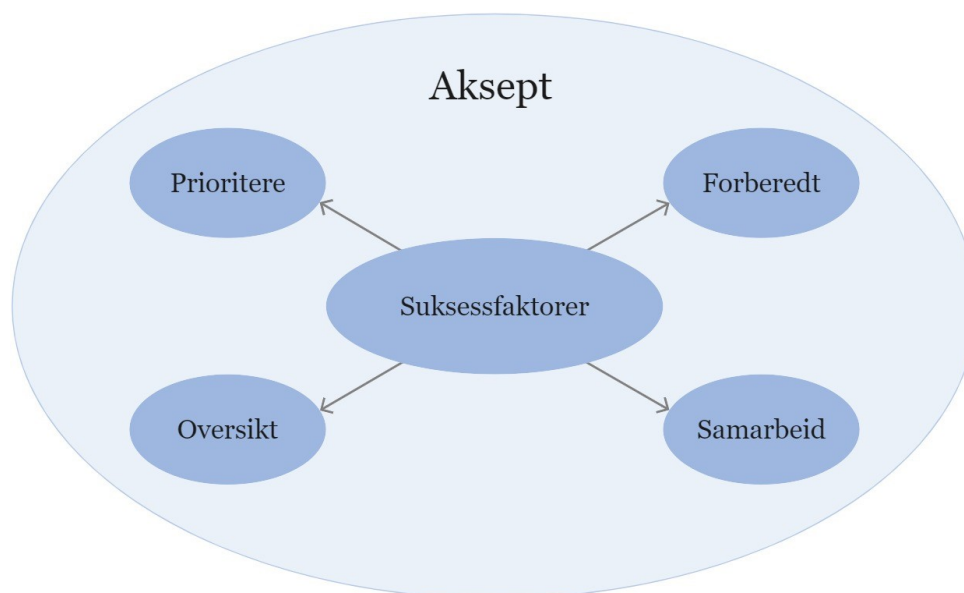 Aksept
Prioritere
Forberedt
Suksessfaktorer
Oversikt
Samarbeid